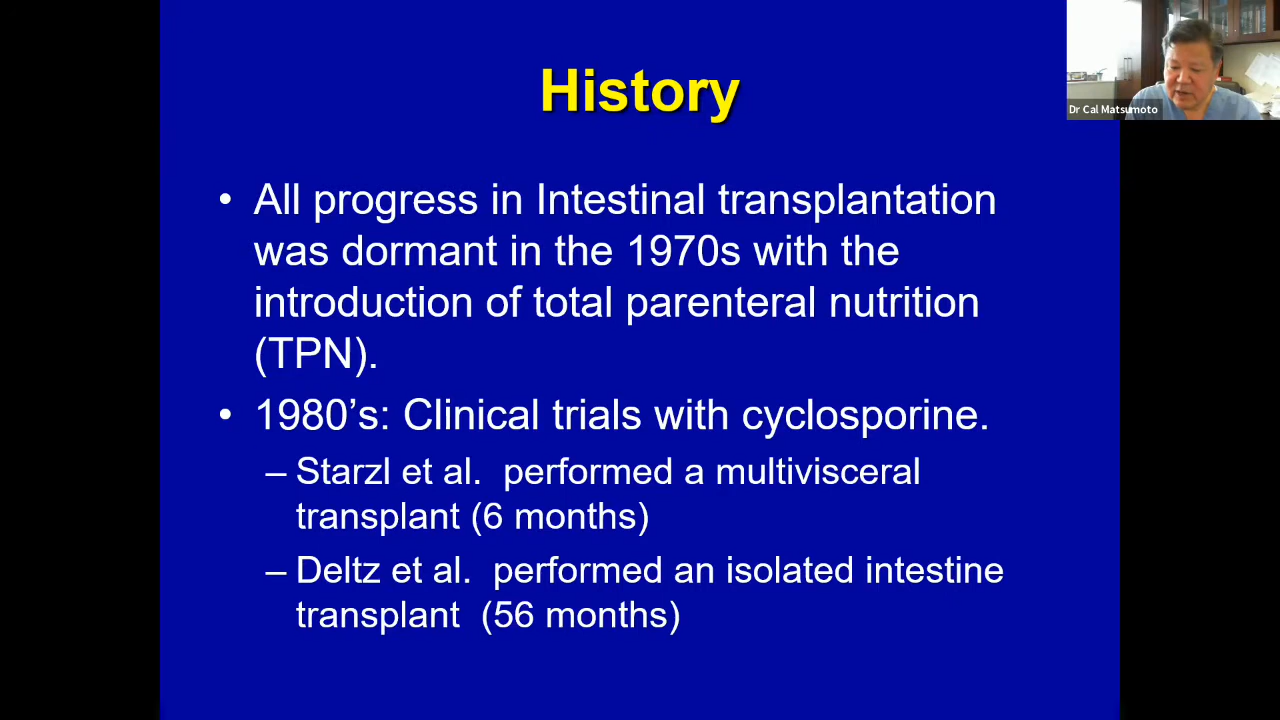 History
Dr Cal Matsumoto
• All progress in Intestinal transplantation
was dormant in the 1970s with the
introduction of total parenteral nutrition
(TPN).
• 1980’s: Clinical trials with cyclosporine.
– Starzl et al.  performed a multivisceral
transplant (6 months)
– Deltz et al.  performed an isolated intestine
transplant  (56 months)